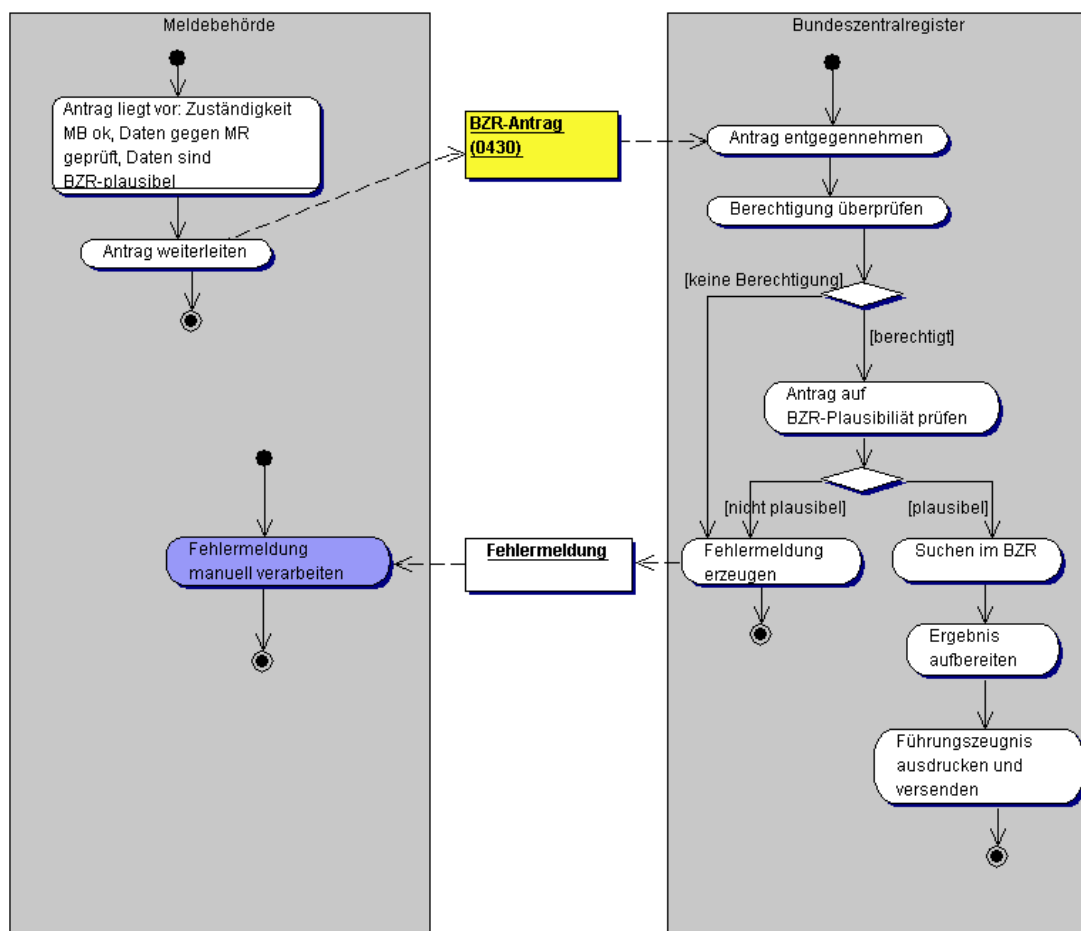 Meldebehörde
Antrag liegt vor: Zuständigkeit
MB ok, Daten gegen MR
geprüft, Daten sind
BZR-plausibel
Antrag weiterleiten
Fehlermeldung
manuell verarbeiten
BZR-Antrag
(0430)
Fehlermeldung
Bundeszentralregister
Antrag entgegennehmen
Berechtigung überprüfen
[keine Berechtigung]
[berechtigt]
Antrag auf
BZR-Plausibiliät prüfen
[nicht plausibel]
[plausibel]
Fehlermeldung
erzeugen
Suchen im BZR
Ergebnis
aufbereiten
Führungszeugnis
ausdrucken und
versenden